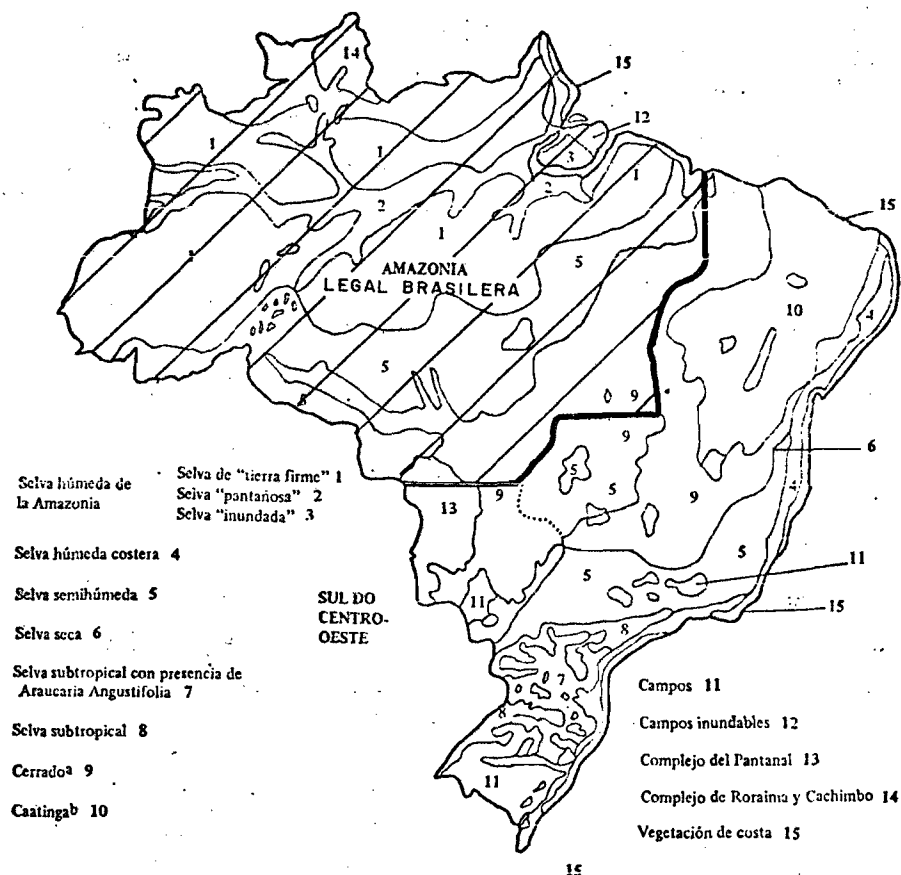 14
15
12
1
1
3
2
1
15
2
1
5
AMAZONIA
LEGAL BRASILERA
10
4
5
8
9
9
6
5
5
9
4
13
9
Selva húmeda de
la Amazonia
Selva de "tierra firme" 1
Selva "pantanosa" 2
Selva "inundada" 3
Selva húmeda costera 4
Selva semihúmeda 5
Selva seca 6
Selva subtropical con presencia de
Araucaria Angustifolia 7
Selva subtropical 8
Cerradoa 9
Caatingab 10
SUL DO
CENTRO-
OESTE
11
5
5
11
15
8
7
8
11
Campos 11
Campos inundables 12
Complejo del Pantanal 13
Complejo de Roraima y Cachimbo 14
Vegetación de costa 15
15